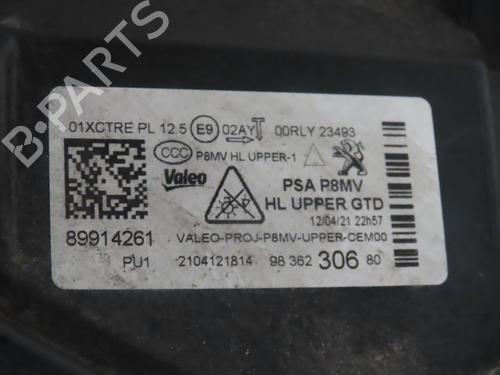 B-PARTS
01XCTRE PL 12.5 E9 02AY 00RLY 23493
CCC P8MV HL UPPER-1
Valeo
PSA P8MV
HL UPPER GTD
12/04/21 22h57
89914261 VALEO-PROJ-P8MV-UPPER-CEM00
PU1 2104121814 98 362 306 80